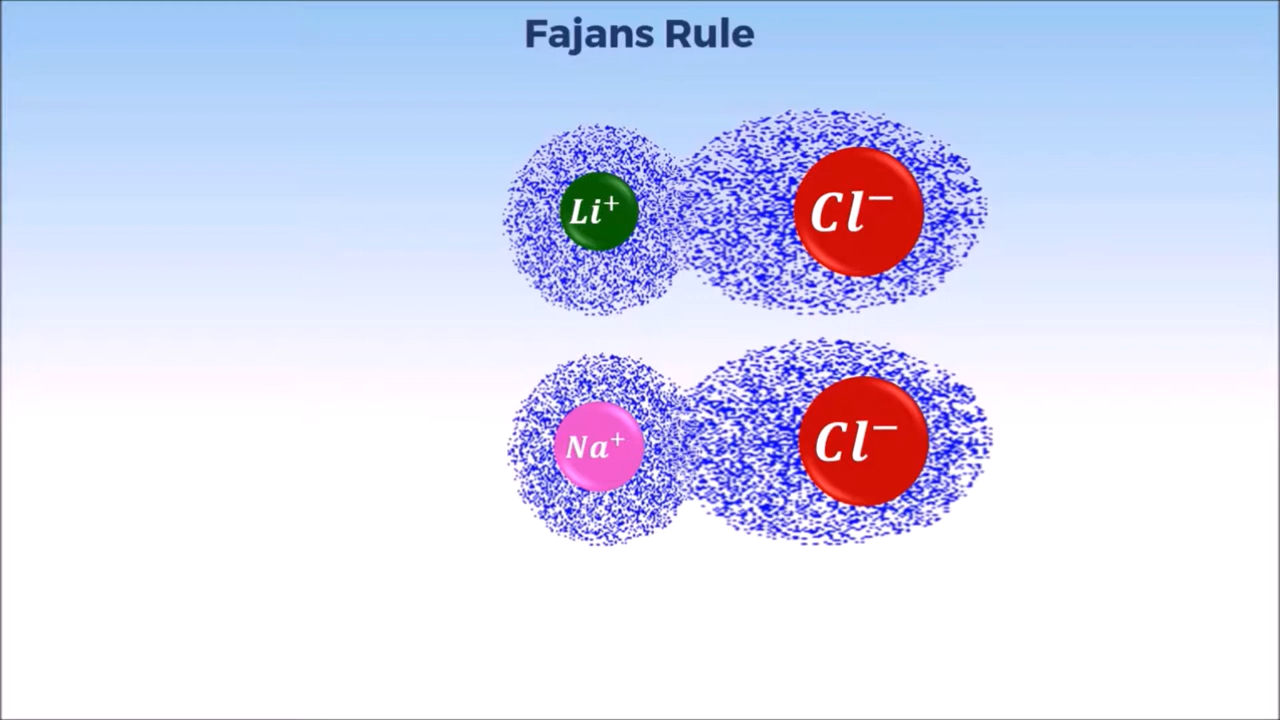 Fajans Rule
Li⁺
Cl⁻
Na⁺
Cl⁻